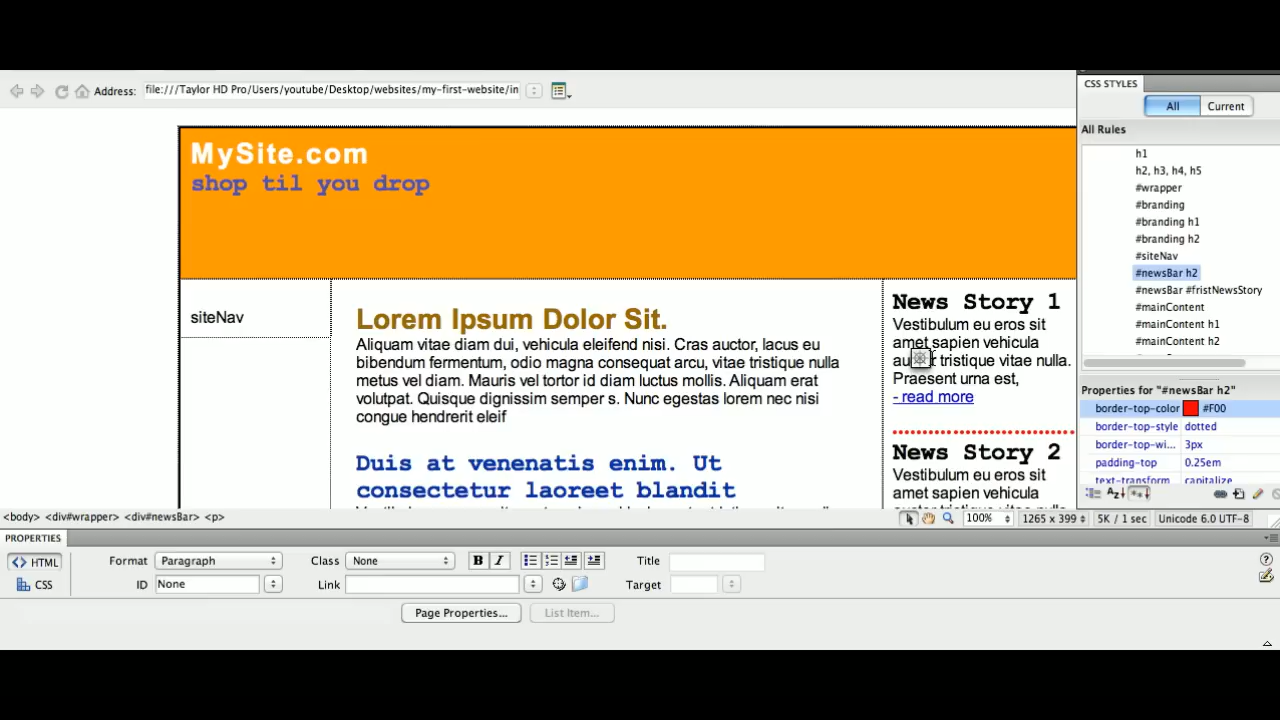 Address: file:///Taylor HD Pro/Users/youtube/Desktop/websites/my-first-website/in
CSS STYLES
All Current
All Rules
h1
h2, h3, h4, h5
#wrapper
#branding
#branding h1
#branding h2
#siteNav
#newsBar h2
#newsBar #fristNewsStory
#mainContent
#mainContent h1
#mainContent h2
Properties for "#newsBar h2"
border-top-color #F00
border-top-style dotted
border-top-wi... 3px
padding-top 0.25em
text-transform capitalize
MySite.com
shop til you drop
siteNav
Lorem Ipsum Dolor Sit.
Aliquam vitae diam dui, vehicula eleifend nisi. Cras auctor, lacus eu
bibendum fermentum, odio magna consequat arcu, vitae tristique nulla
metus vel diam. Mauris vel tortor id diam luctus mollis. Aliquam erat
volutpat. Quisque dignissim semper s. Nunc egestas lorem nec nisi
congue hendrerit eleif
Duis at venenatis enim. Ut
consectetur laoreet blandit
News Story 1
Vestibulum eu eros sit
amet sapien vehicula
tristique vitae nulla.
Praesent urna est,
- read more
News Story 2
Vestibulum eu eros sit
amet sapien vehicula
<body> <div#wrapper> <div#newsBar> <p>
100% 1265 x 399 5K / 1 sec Unicode 6.0 UTF-8
PROPERTIES
<> HTML Format Paragraph Class None B I Title
CSS ID None Link Target
Page Properties... List Item...